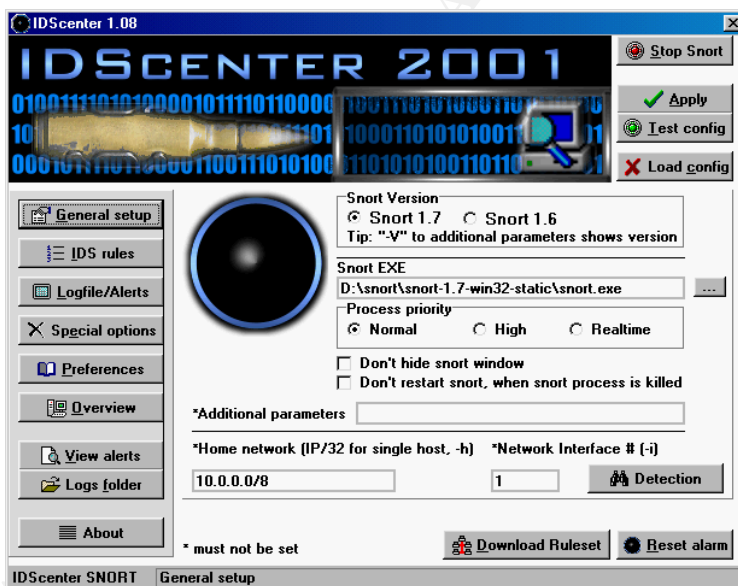 IDScenter 1.08
IDSCENTER 2001
Stop Snort
Apply
Test config
Load config
General setup
IDS rules
Logfile/Alerts
Special options
Preferences
Overview
View alerts
Logs folder
About
Snort Version
Snort 1.7 Snort 1.6
Tip: "-V" to additional parameters shows version
Snort EXE
D:\snort\snort-1.7-win32-static\snort.exe ...
Process priority
Normal High Realtime
Don't hide snort window
Don't restart snort, when snort process is killed
*Additional parameters
*Home network (IP/32 for single host, -h) *Network Interface # (-i)
10.0.0.0/8 1 Detection
* must not be set Download Ruleset Reset alarm
IDScenter SNORT General setup